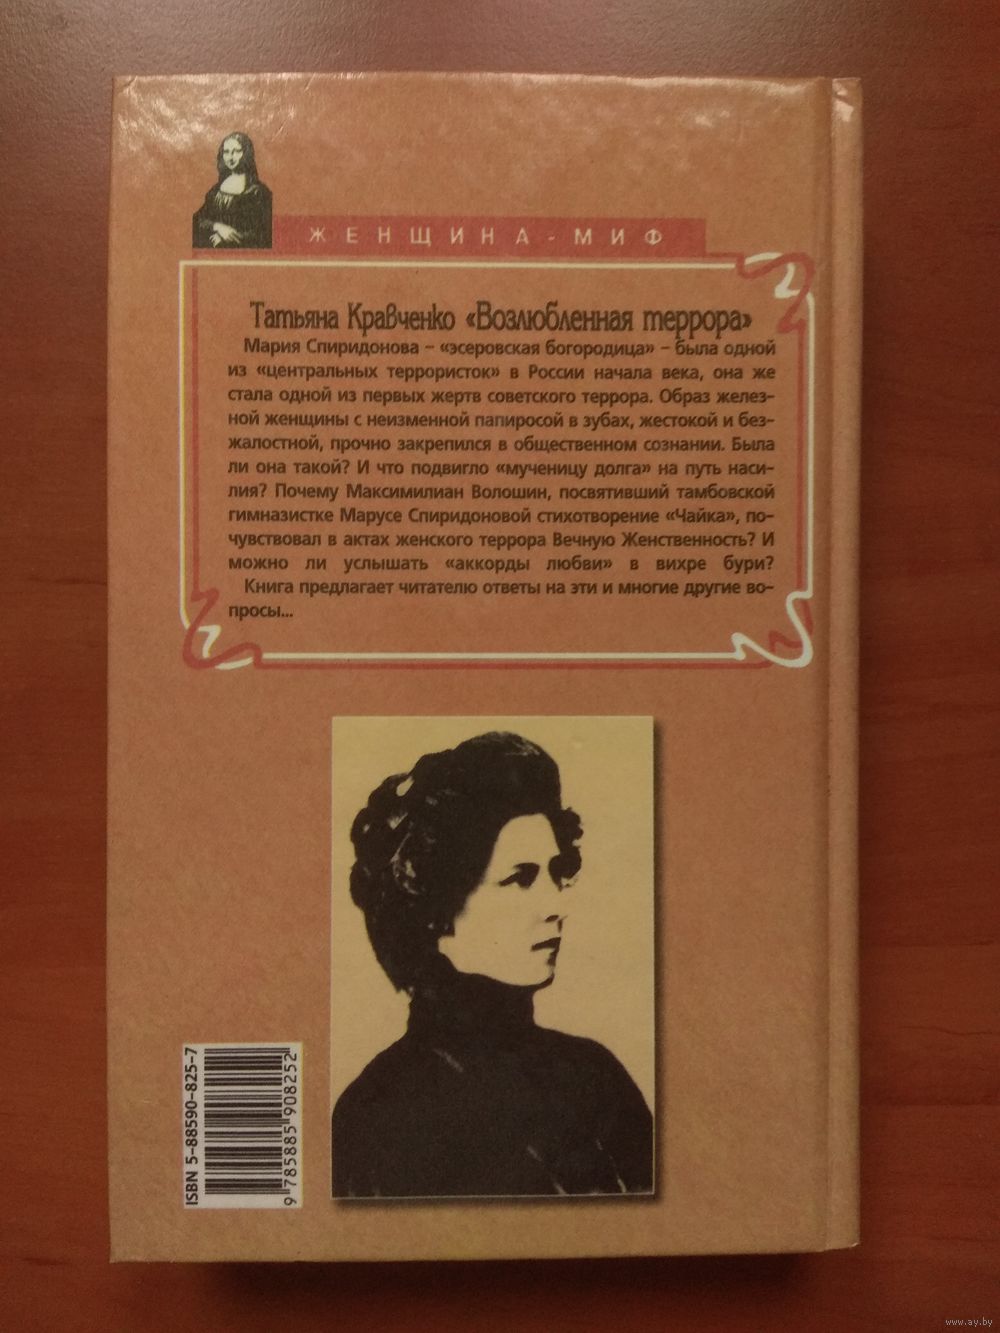 ЖЕНЩИНА-МИФ
Татьяна Кравченко «Возлюбленная террора»
Мария Спиридонова – «эсеровская богородица» – была одной
из «центральных террористок» в России начала века, она же
стала одной из первых жертв советского террора. Образ желез-
ной женщины с неизменной папиросой в зубах, жестокой и без-
жалостной, прочно закрепился в общественном сознании. Была
ли она такой? И что подвигло «мученицу долга» на путь наси-
лия? Почему Максимилиан Волошин, посвятивший тамбовской
гимназистке Марусе Спиридоновой стихотворение «Чайка», по-
чувствовал в актах женского террора Вечную Женственность? И
можно ли услышать «аккорды любви» в вихре бури?
Книга предлагает читателю ответы на эти и многие другие во-
просы...
ISBN 5-88590-825-7
9 785885 908252
www.ay.by